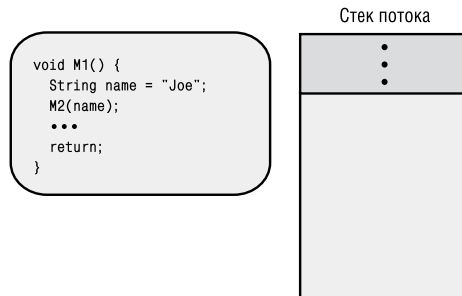 Стек потока
void M1() {
String name = "Joe";
M2(name);
•••
return;
}